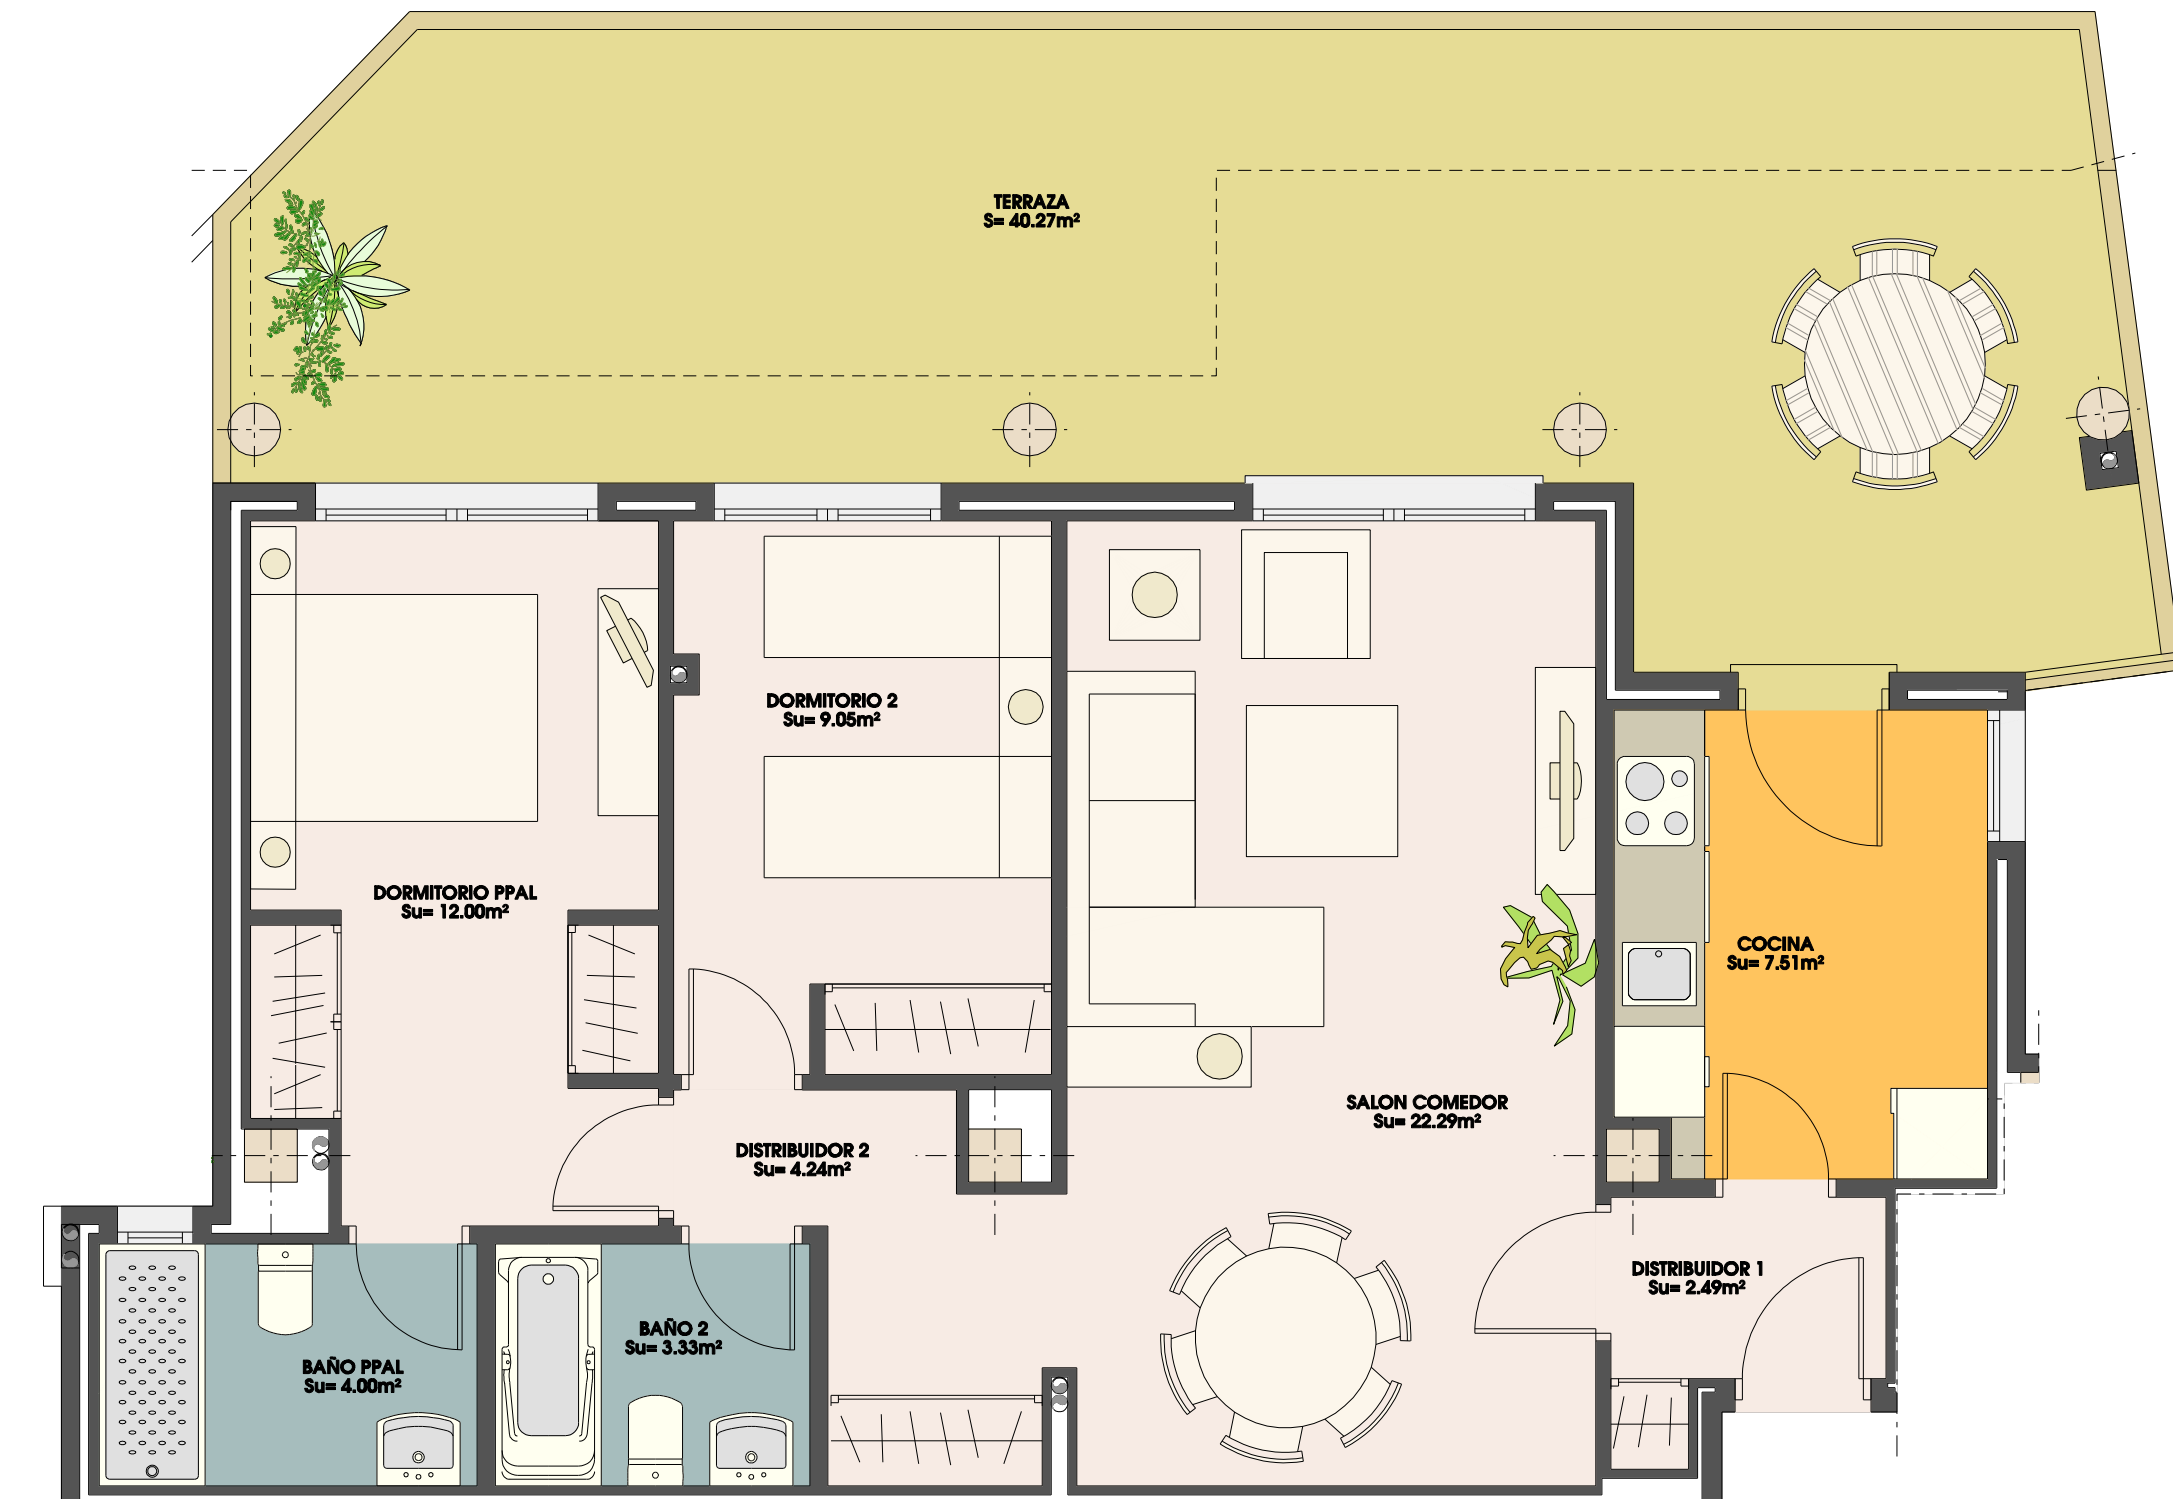 TERRAZA
S= 40.27m²
DORMITORIO 2
Su= 9.05m²
DORMITORIO PPAL
Su= 12.00m²
COCINA
Su= 7.51m²
SALON COMEDOR
Su= 22.29m²
DISTRIBUIDOR 2
Su= 4.24m²
DISTRIBUIDOR 1
Su= 2.49m²
BAÑO 2
Su= 3.33m²
BAÑO PPAL
Su= 4.00m²